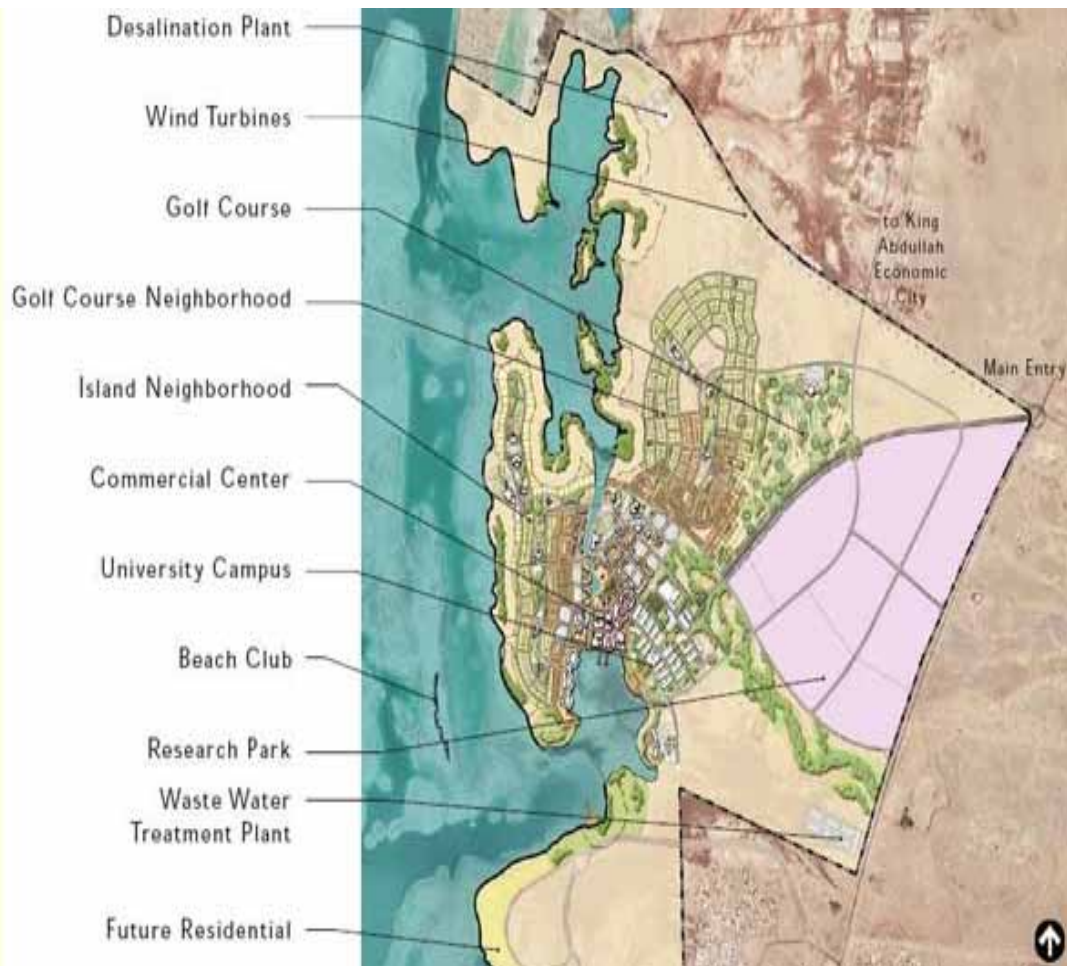 Desalination Plant
Wind Turbines
Golf Course
to King
Abdullah
Economic
City
Golf Course Neighborhood
Main Entry
Island Neighborhood
Commercial Center
University Campus
Beach Club
Research Park
Waste Water
Treatment Plant
Future Residential